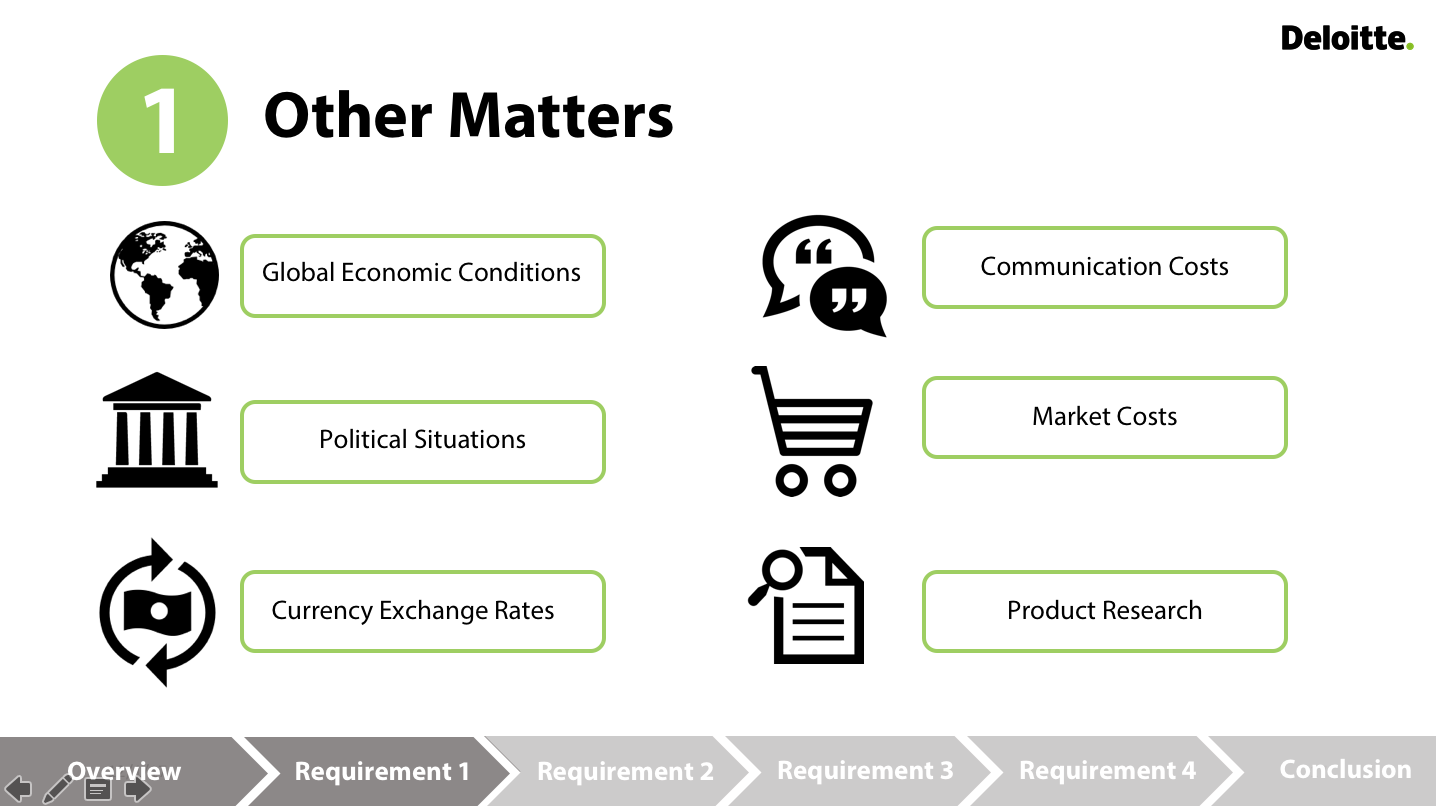 Deloitte.
1
Other Matters
Global Economic Conditions
Communication Costs
Political Situations
Market Costs
Currency Exchange Rates
Product Research
Overview
Requirement 1
Requirement 2
Requirement 3
Requirement 4
Conclusion